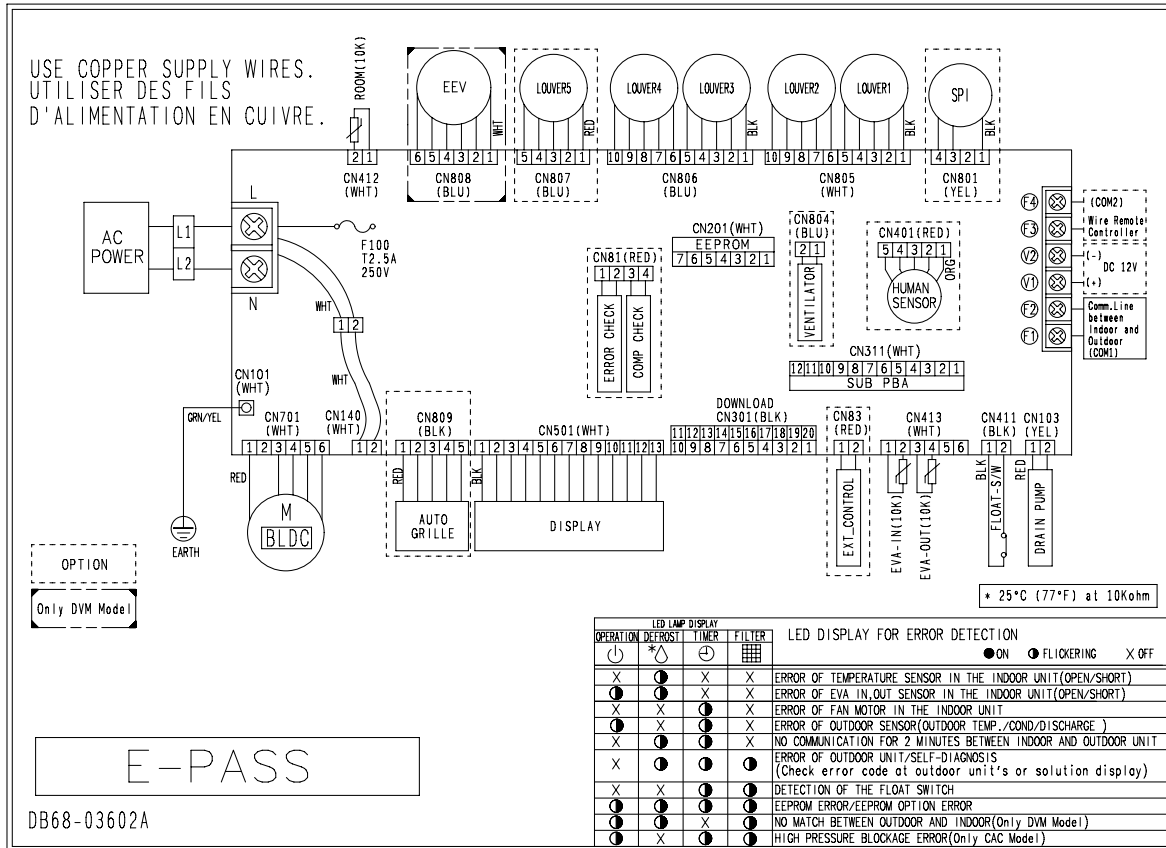 USE COPPER SUPPLY WIRES.
UTILISER DES FILS
D'ALIMENTATION EN CUIVRE.
ROOM(10K)
EEV
LOUVER5
LOUVER4
LOUVER3
LOUVER2
LOUVER1
SPI
WHT
RED
BLK
BLK
BLK
2 1
6 5 4 3 2 1
5 4 3 2 1
10 9 8 7 6 5 4 3 2 1
10 9 8 7 6 5 4 3 2 1
4 3 2 1
CN412
(WHT)
CN808
(BLU)
CN807
(BLU)
CN806
(BLU)
CN805
(WHT)
CN801
(YEL)
AC
POWER
L1
L2
L
N
F100
T2.5A
250V
WHT
1 2
WHT
CN81(RED)
1 2 3 4
ERROR CHECK
COMP CHECK
CN201(WHT)
EEPROM
7 6 5 4 3 2 1
CN804
(BLU)
2 1
VENTILATOR
CN401(RED)
5 4 3 2 1
ORG
HUMAN
SENSOR
F4
F3
V2
V1
F2
F1
(COM2)
Wire Remote
Controller
(-)
DC 12V
(+)
Comm.Line
between
Indoor and
Outdoor
(COM1)
CN311(WHT)
12 11 10 9 8 7 6 5 4 3 2 1
SUB PBA
CN101
(WHT)
GRN/YEL
EARTH
CN701
(WHT)
1 2 3 4 5 6
RED
M
BLDC
CN140
(WHT)
1 2
CN809
(BLK)
1 2 3 4 5
RED
AUTO
GRILLE
CN501(WHT)
1 2 3 4 5 6 7 8 9 10 11 12 13
BLK
DISPLAY
DOWNLOAD
CN301(BLK)
11 12 13 14 15 16 17 18 19 20
10 9 8 7 6 5 4 3 2 1
CN83
(RED)
1 2
EXT_CONTROL
CN413
(WHT)
1 2 3 4 5 6
EVA-IN(10K)
EVA-OUT(10K)
CN411
(BLK)
1 2
BLK
FLOAT-S/W
CN103
(YEL)
1 2
RED
DRAIN PUMP
OPTION
Only DVM Model
* 25°C (77°F) at 10Kohm
LED LAMP DISPLAY
OPERATION DEFROST TIMER FILTER
LED DISPLAY FOR ERROR DETECTION
●ON ◑FLICKERING X OFF
X ◑ X X ERROR OF TEMPERATURE SENSOR IN THE INDOOR UNIT(OPEN/SHORT)
◑ ◑ X X ERROR OF EVA IN,OUT SENSOR IN THE INDOOR UNIT(OPEN/SHORT)
X X ◑ X ERROR OF FAN MOTOR IN THE INDOOR UNIT
◑ X ◑ X ERROR OF OUTDOOR SENSOR(OUTDOOR TEMP./COND/DISCHARGE )
X ◑ ◑ X NO COMMUNICATION FOR 2 MINUTES BETWEEN INDOOR AND OUTDOOR UNIT
X ◑ ◑ ◑ ERROR OF OUTDOOR UNIT/SELF-DIAGNOSIS
(Check error code at outdoor unit's or solution display)
X X ◑ ◑ DETECTION OF THE FLOAT SWITCH
◑ ◑ ◑ ◑ EEPROM ERROR/EEPROM OPTION ERROR
◑ ◑ X ◑ NO MATCH BETWEEN OUTDOOR AND INDOOR(Only DVM Model)
◑ X ◑ ◑ HIGH PRESSURE BLOCKAGE ERROR(Only CAC Model)
E-PASS
DB68-03602A